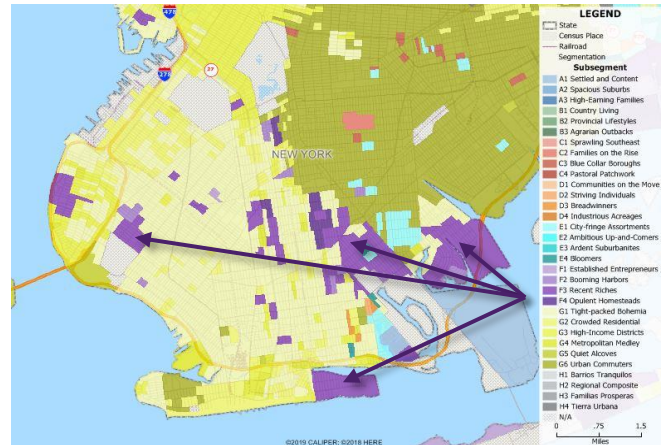 478
278
27
NEW YORK
LEGEND
State
Census Place
Railroad
Segmentation
Subsegment
A1 Settled and Content
A2 Spacious Suburbs
A3 High-Earning Families
B1 Country Living
B2 Provincial Lifestyles
B3 Agrarian Outbacks
C1 Sprawling Southeast
C2 Families on the Rise
C3 Blue Collar Boroughs
C4 Pastoral Patchwork
D1 Communities on the Move
D2 Striving Individuals
D3 Breadwinners
D4 Industrious Acreages
E1 City-fringe Assortments
E2 Ambitious Up-and-Comers
E3 Ardent Suburbanites
E4 Bloomers
F1 Established Entrepreneurs
F2 Booming Harbors
F3 Recent Riches
F4 Opulent Homesteads
G1 Tight-packed Bohemia
G2 Crowded Residential
G3 High-Income Districts
G4 Metropolitan Medley
G5 Quiet Alcoves
G6 Urban Commuters
H1 Barrios Tranquilos
H2 Regional Composite
H3 Familias Prosperas
H4 Tierra Urbana
N/A
0 .75 1.5
Miles
©2019 CALIPER; ©2018 HERE